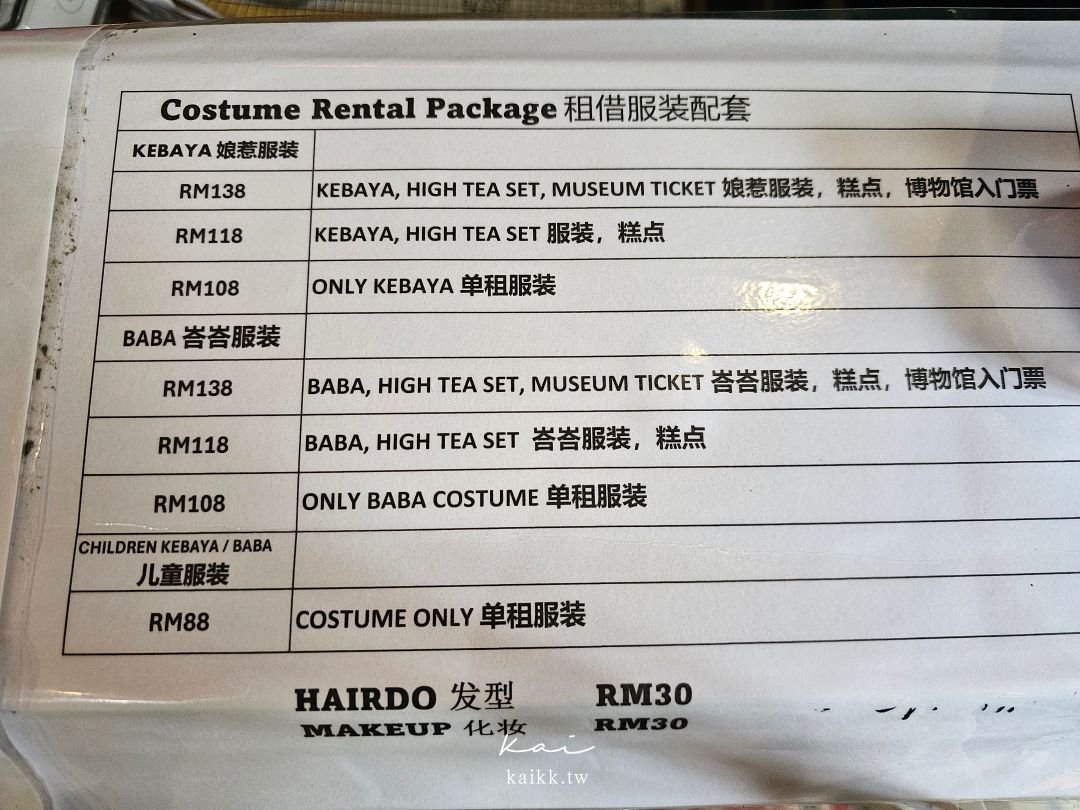 Costume Rental Package 租借服装配套
KEBAYA 娘惹服装
RM138 KEBAYA, HIGH TEA SET, MUSEUM TICKET 娘惹服装，糕点，博物馆入门票
RM118 KEBAYA, HIGH TEA SET 服装，糕点
RM108 ONLY KEBAYA 单租服装
BABA 峇峇服装
RM138 BABA, HIGH TEA SET, MUSEUM TICKET 峇峇服装，糕点，博物馆入门票
RM118 BABA, HIGH TEA SET 峇峇服装，糕点
RM108 ONLY BABA COSTUME 单租服装
CHILDREN KEBAYA / BABA
儿童服装
RM88 COSTUME ONLY 单租服装
HAIRDO 发型 RM30
MAKEUP 化妆 RM30
kai
kaikk.tw